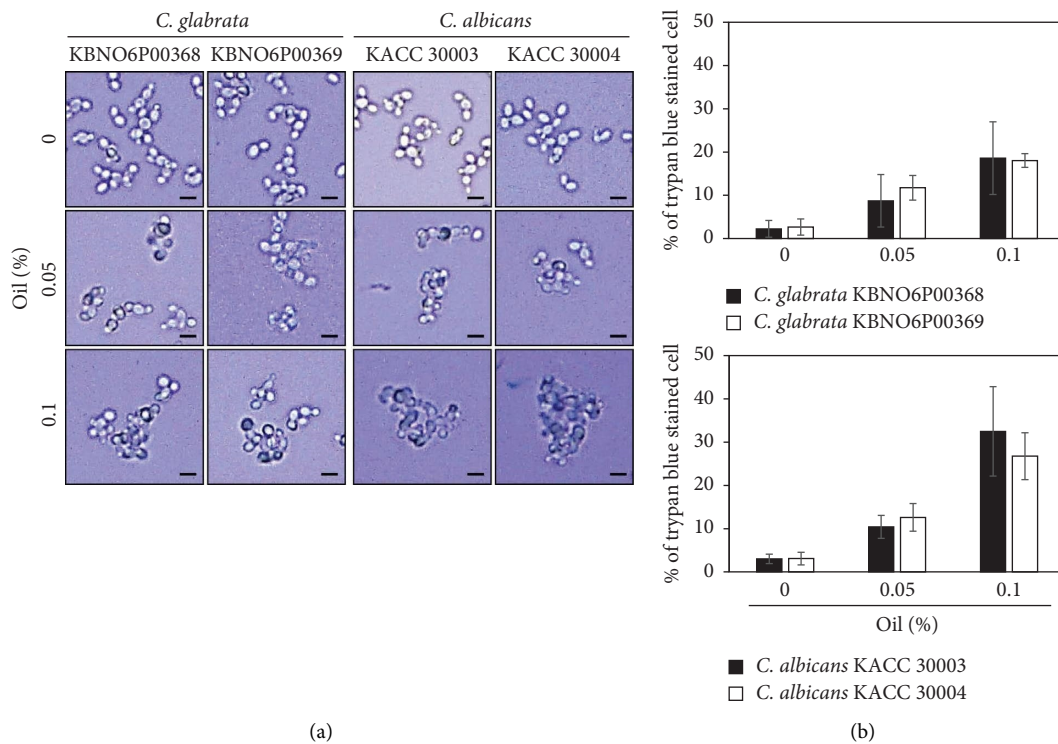 C. glabrata
C. albicans
KBNO6P00368
KBNO6P00369
KACC 30003
KACC 30004
Oil (%)
0
0.05
0.1
(a)
% of trypan blue stained cell
50
40
30
20
10
0
0
0.05
0.1
C. glabrata KBNO6P00368
C. glabrata KBNO6P00369
% of trypan blue stained cell
50
40
30
20
10
0
0
0.05
0.1
Oil (%)
C. albicans KACC 30003
C. albicans KACC 30004
(b)